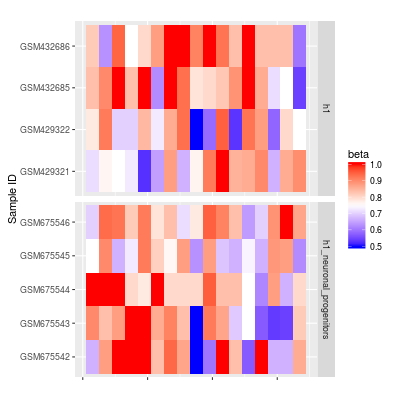 GSM432686
GSM432685
GSM429322
GSM429321
h1
GSM675546
GSM675545
GSM675544
GSM675543
GSM675542
h1_neuronal_progenitors
Sample ID
beta
1.0
0.9
0.8
0.7
0.6
0.5